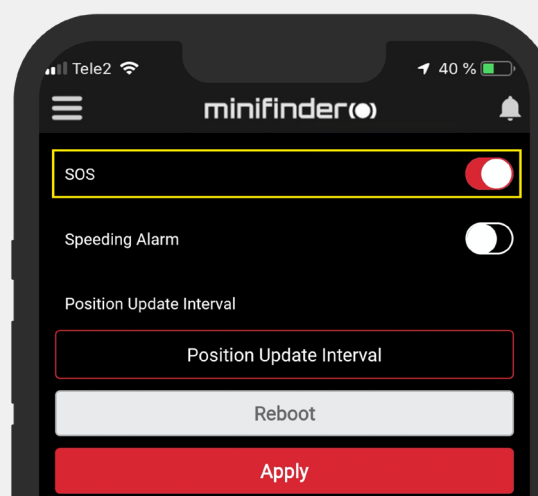 Tele2
40 %
minifinder
SOS
Speeding Alarm
Position Update Interval
Position Update Interval
Reboot
Apply